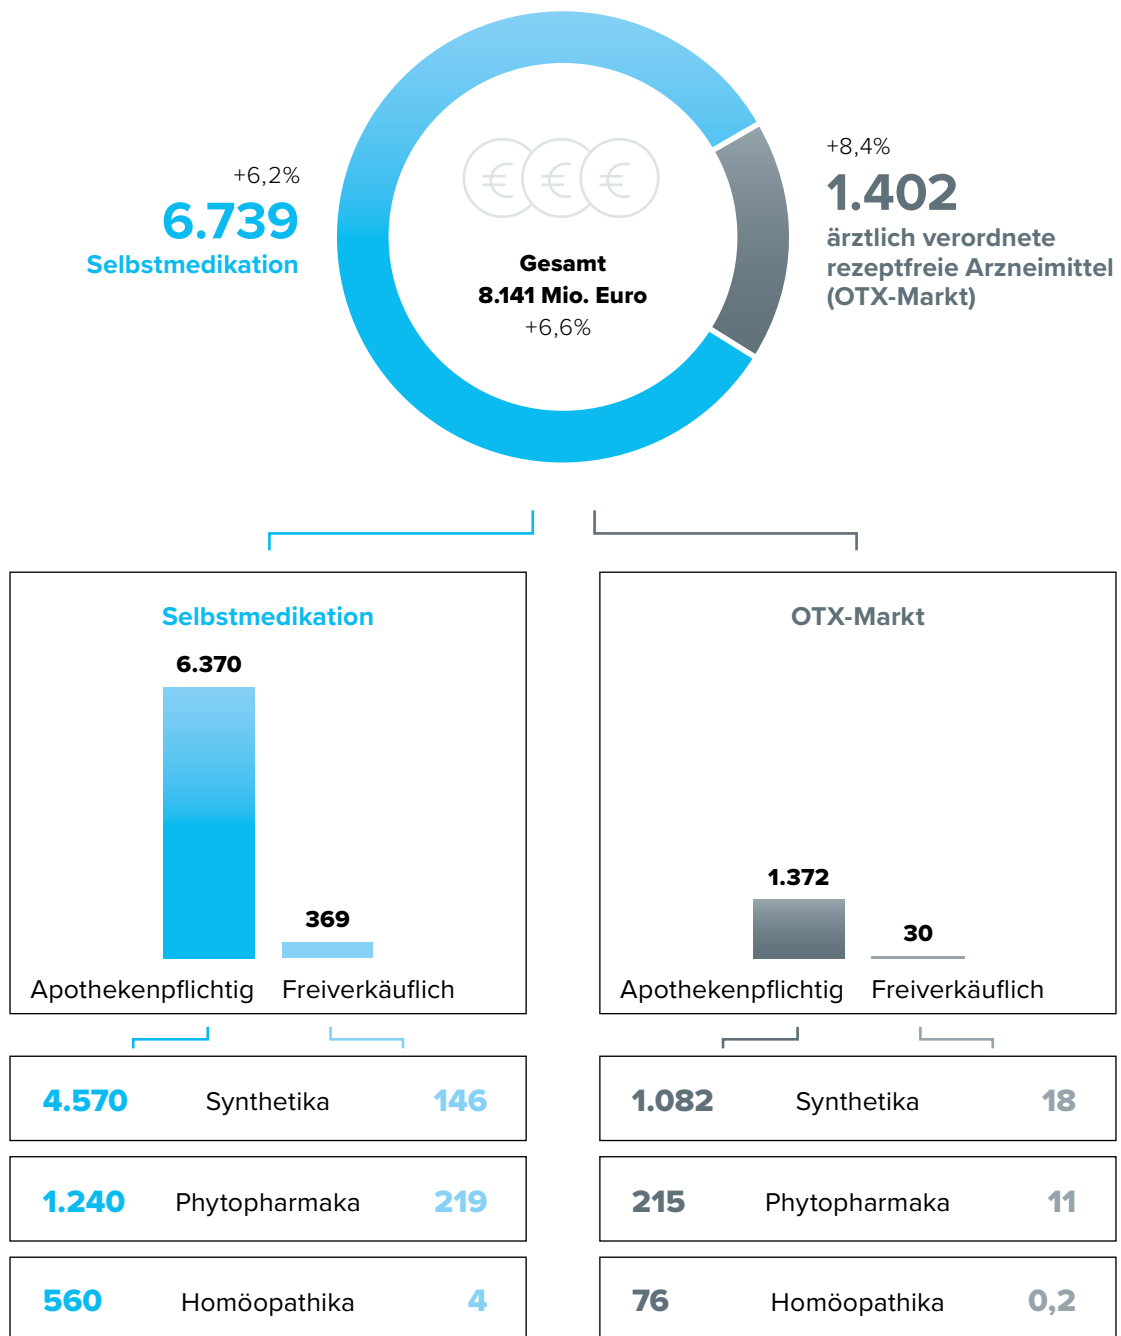 +6,2%
6.739
Selbstmedikation
€ € €
Gesamt
8.141 Mio. Euro
+6,6%
+8,4%
1.402
ärztlich verordnete
rezeptfreie Arzneimittel
(OTX-Markt)
Selbstmedikation
6.370
369
Apothekenpflichtig Freiverkäuflich
4.570 Synthetika 146
1.240 Phytopharmaka 219
560 Homöopathika 4
OTX-Markt
1.372
30
Apothekenpflichtig Freiverkäuflich
1.082 Synthetika 18
215 Phytopharmaka 11
76 Homöopathika 0,2